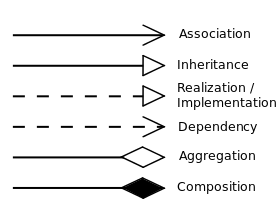 Association
Inheritance
Realization /
Implementation
Dependency
Aggregation
Composition